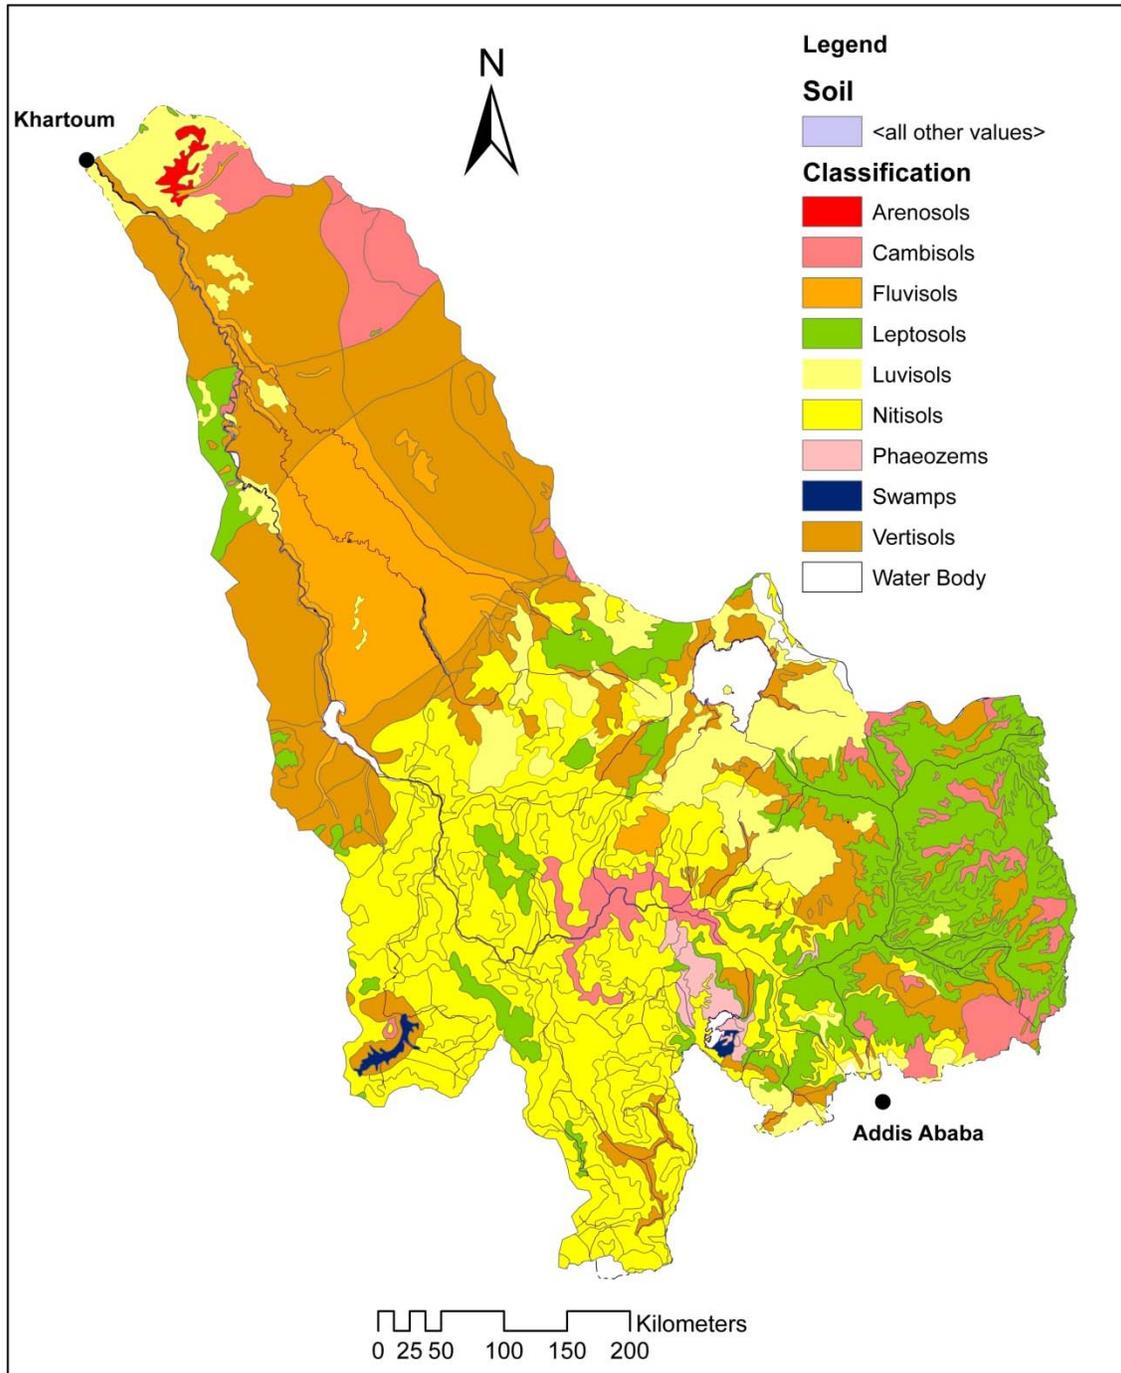 Khartoum
N
Legend
Soil
<all other values>
Classification
Arenosols
Cambisols
Fluvisols
Leptosols
Luvisols
Nitisols
Phaeozems
Swamps
Vertisols
Water Body
Addis Ababa
Kilometers
0 25 50 100 150 200